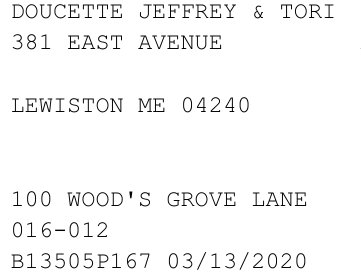 DOUCETTE JEFFREY & TORI
381 EAST AVENUE
LEWISTON ME 04240
100 WOOD'S GROVE LANE
016-012
B13505P167 03/13/2020